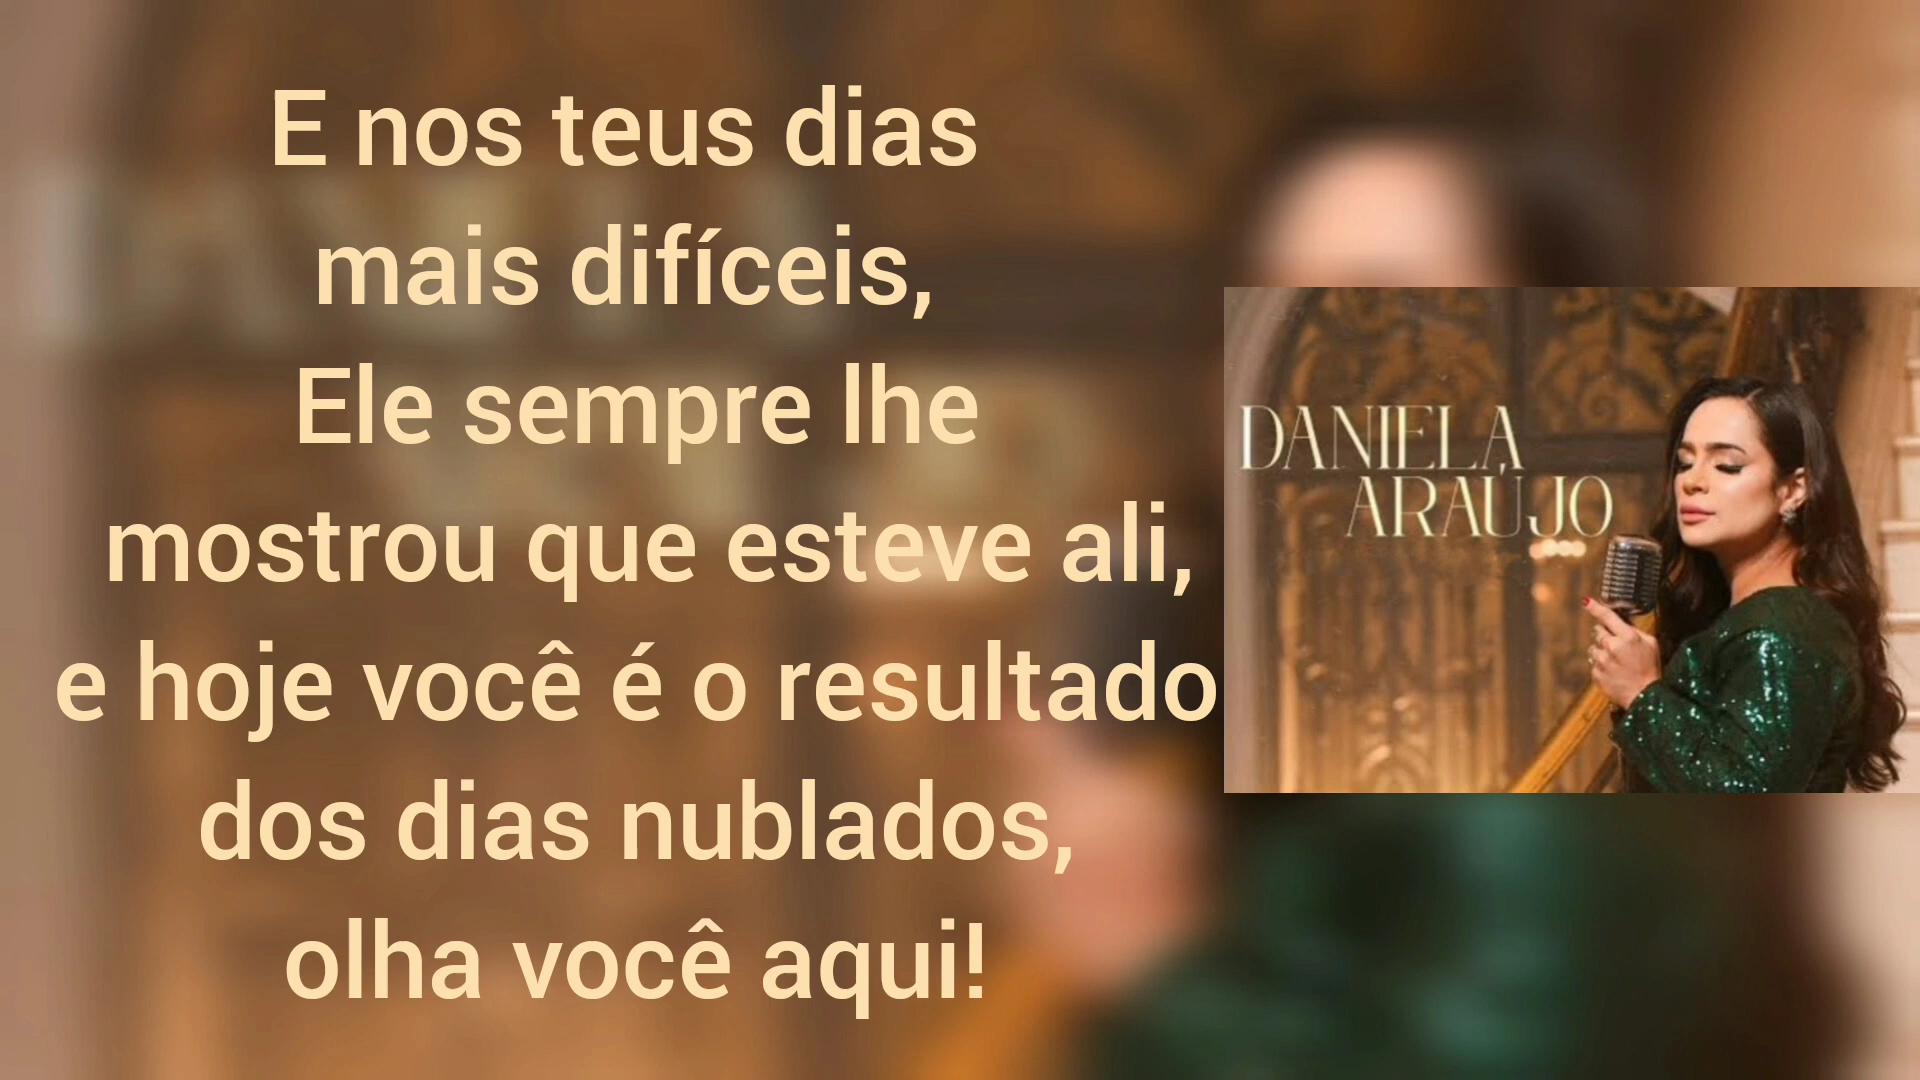 E nos teus dias
mais difíceis,
Ele sempre lhe
mostrou que esteve ali,
e hoje você é o resultado
dos dias nublados,
olha você aqui!
DANIELA
ARAÚJO